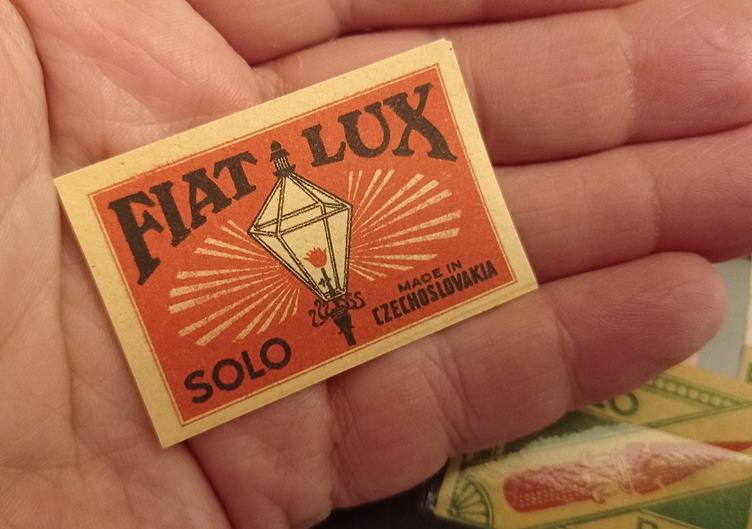 FIAT LUX
SOLO
MADE IN
CZECHOSLOVAKIA